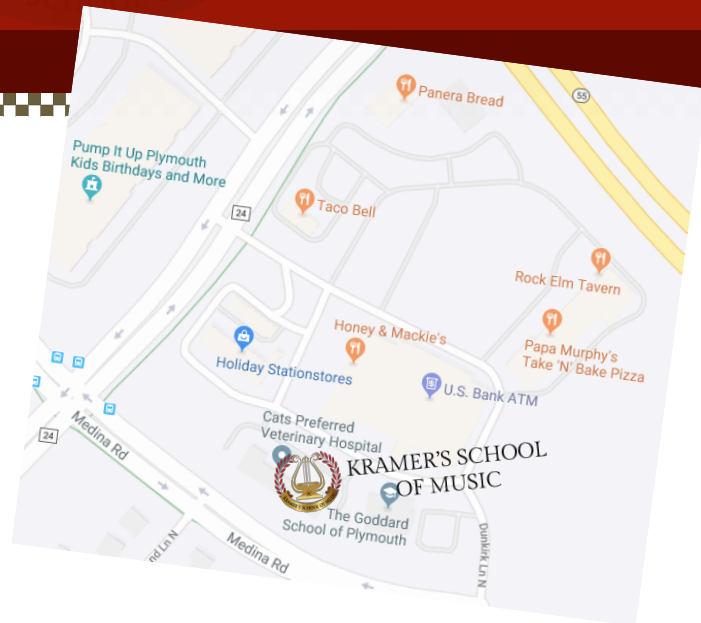 Panera Bread
55
Pump It Up Plymouth
Kids Birthdays and More
24
Taco Bell
Rock Elm Tavern
Honey & Mackie's
Papa Murphy's
Take 'N' Bake Pizza
Holiday Stationstores
U.S. Bank ATM
Cats Preferred
Veterinary Hospital
24
Medina Rd
KRAMER'S SCHOOL
OF MUSIC
The Goddard
School of Plymouth
nd Ln N
Medina Rd
Dunkirk Ln N